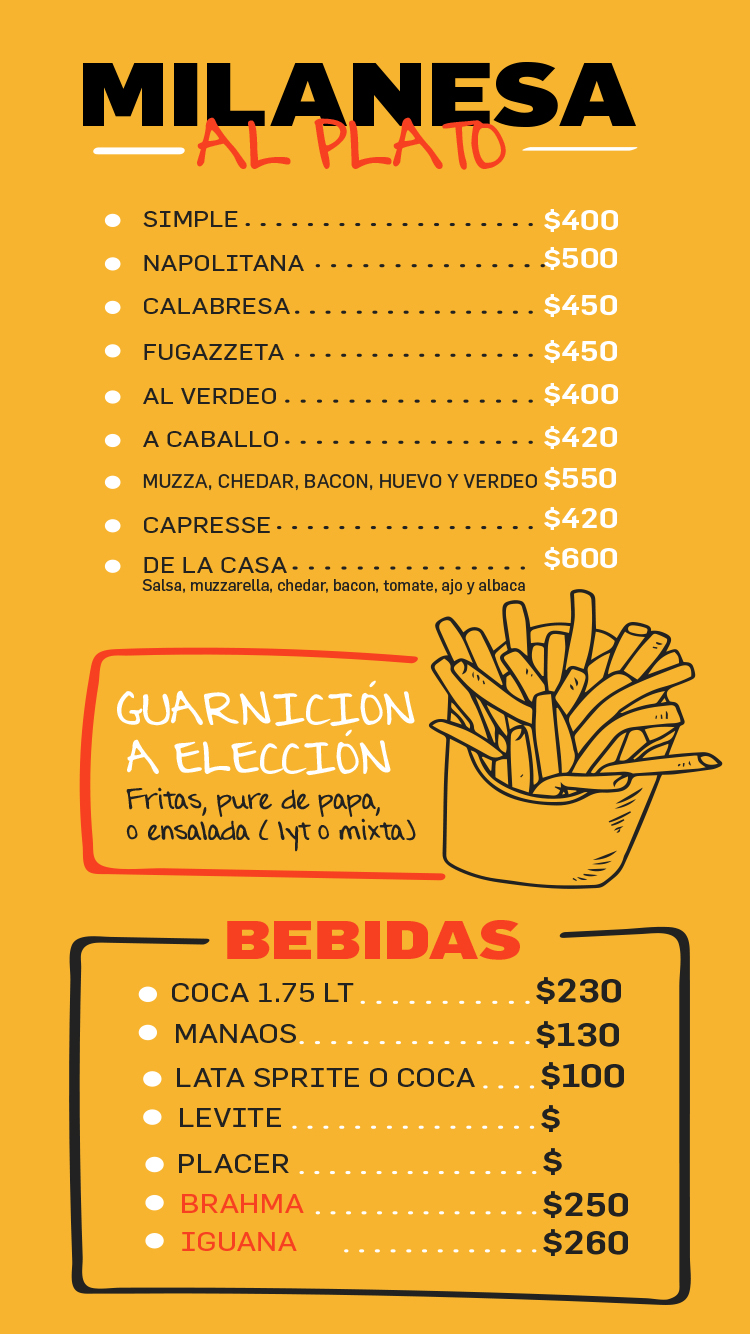 MILANESA
AL PLATO
SIMPLE . . . . . . . . . . . . . . . . . . . $400
NAPOLITANA . . . . . . . . . . . . . . . $500
CALABRESA . . . . . . . . . . . . . . . . $450
FUGAZZETA . . . . . . . . . . . . . . . . $450
AL VERDEO . . . . . . . . . . . . . . . . $400
A CABALLO . . . . . . . . . . . . . . . . $420
MUZZA, CHEDAR, BACON, HUEVO Y VERDEO $550
CAPRESSE . . . . . . . . . . . . . . . . . $420
DE LA CASA . . . . . . . . . . . . . . . $600
Salsa, muzzarella, chedar, bacon, tomate, ajo y albaca
GUARNICIÓN
A ELECCIÓN
Fritas, pure de papa,
o ensalada ( lyt o mixta)
BEBIDAS
COCA 1.75 LT . . . . . . . . . . . $230
MANAOS . . . . . . . . . . . . . . . $130
LATA SPRITE O COCA . . . . $100
LEVITE . . . . . . . . . . . . . . . . $
PLACER . . . . . . . . . . . . . . . $
BRAHMA . . . . . . . . . . . . . . $250
IGUANA . . . . . . . . . . . . . $260